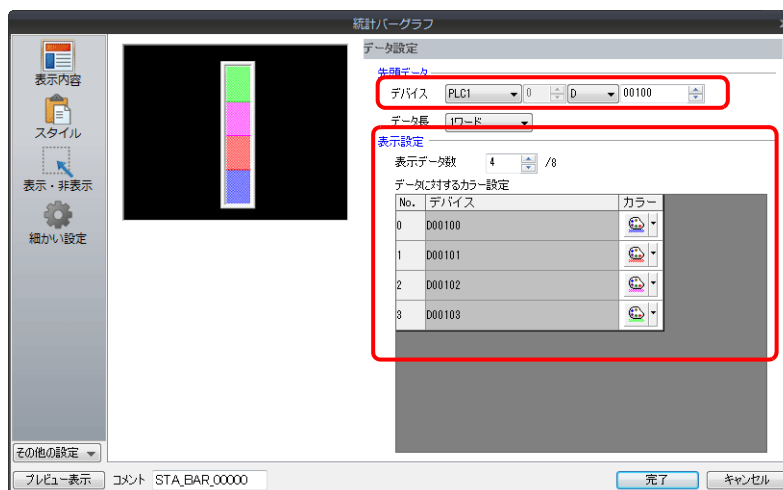 統計バーグラフ
表示内容
スタイル
表示・非表示
細かい設定
その他の設定
データ設定
先頭データ
デバイス PLC1 0 D 00100
データ長 1ワード
表示設定
表示データ数 4 /8
データに対するカラー設定
No. デバイス カラー
0 D00100
1 D00101
2 D00102
3 D00103
プレビュー表示 コメント STA_BAR_00000 完了 キャンセル